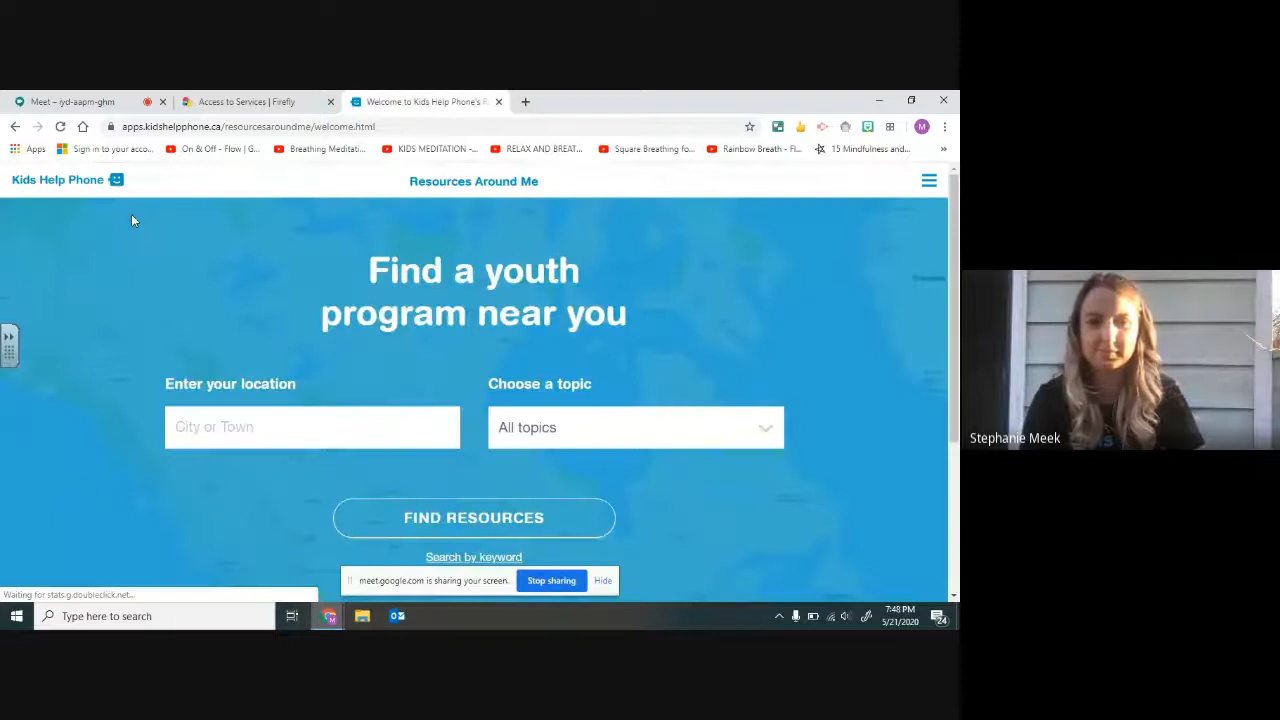 Meet – iyd-aapm-ghm
Access to Services | Firefly
Welcome to Kids Help Phone's R
apps.kidshelpphone.ca/resourcesaroundme/welcome.html
M
Apps
Sign in to your acco...
On & Off - Flow | G...
Breathing Meditati...
KIDS MEDITATION -...
RELAX AND BREAT...
Square Breathing fo...
Rainbow Breath - Fl...
15 Mindfulness and...
Kids Help Phone
Resources Around Me
Find a youth
program near you
Enter your location
Choose a topic
City or Town
All topics
FIND RESOURCES
Search by keyword
meet.google.com is sharing your screen.
Stop sharing
Hide
Waiting for stats.g.doubleclick.net...
Type here to search
7:48 PM
5/21/2020
24
Stephanie Meek